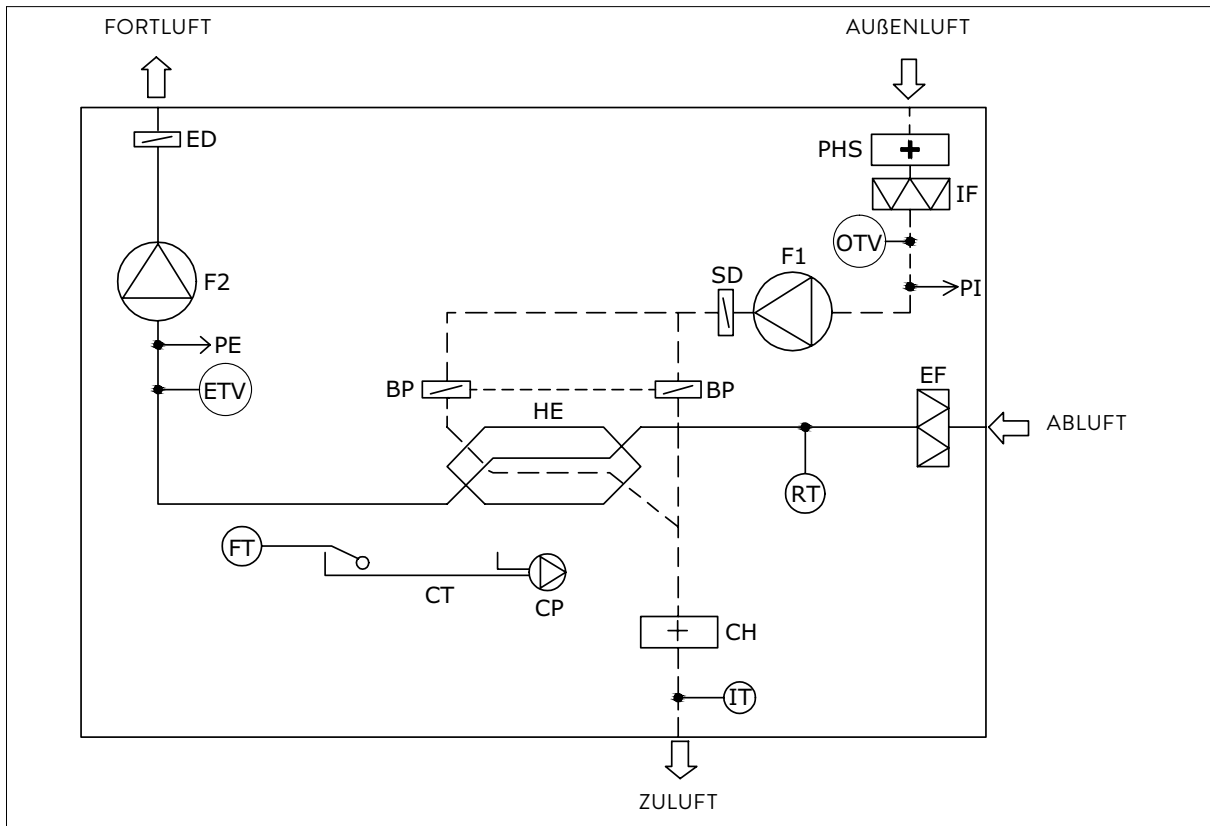 FORTLUFT
AUßENLUFT
ED
PHS
IF
OTV
F1
SD
F2
PI
PE
ETV
BP
BP
EF
HE
ABLUFT
RT
FT
CT
CP
CH
IT
ZULUFT